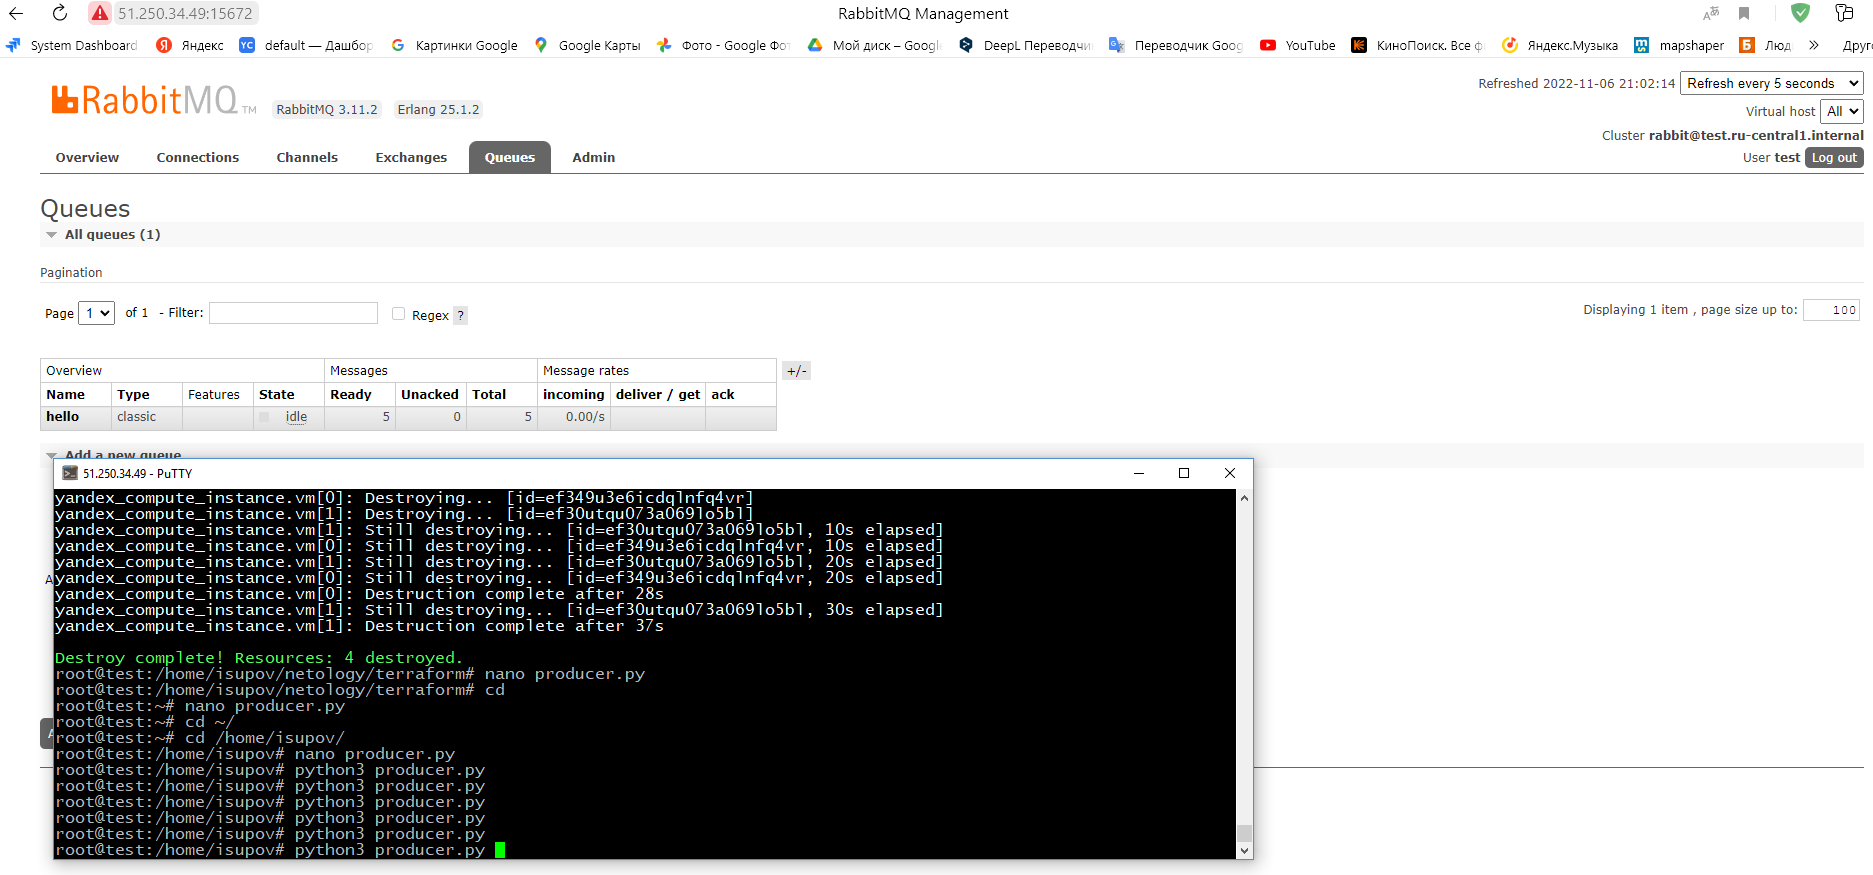 51.250.34.49:15672
RabbitMQ Management
System Dashboard Яндекс default — Дашбор Картинки Google Google Карты Фото - Google Фот Мой диск – Google DeepL Переводчи Переводчик Goog YouTube КиноПоиск. Все ф Яндекс.Музыка mapshaper Люд » Друг
RabbitMQ TM RabbitMQ 3.11.2 Erlang 25.1.2
Refreshed 2022-11-06 21:02:14 Refresh every 5 seconds
Virtual host All
Cluster rabbit@test.ru-central1.internal
User test Log out
Overview Connections Channels Exchanges Queues Admin
Queues
All queues (1)
Pagination
Page 1 of 1 - Filter: Regex ?
Displaying 1 item , page size up to: 100
Overview Messages Message rates +/-
Name Type Features State Ready Unacked Total incoming deliver / get ack
hello classic idle 5 0 5 0.00/s
Add a new queue
51.250.34.49 - PuTTY
yandex_compute_instance.vm[0]: Destroying... [id=ef349u3e6icdqlnfq4vr]
yandex_compute_instance.vm[1]: Destroying... [id=ef30utqu073a069lo5bl]
yandex_compute_instance.vm[1]: Still destroying... [id=ef30utqu073a069lo5bl, 10s elapsed]
yandex_compute_instance.vm[0]: Still destroying... [id=ef349u3e6icdqlnfq4vr, 10s elapsed]
yandex_compute_instance.vm[1]: Still destroying... [id=ef30utqu073a069lo5bl, 20s elapsed]
yandex_compute_instance.vm[0]: Still destroying... [id=ef349u3e6icdqlnfq4vr, 20s elapsed]
yandex_compute_instance.vm[0]: Destruction complete after 28s
yandex_compute_instance.vm[1]: Still destroying... [id=ef30utqu073a069lo5bl, 30s elapsed]
yandex_compute_instance.vm[1]: Destruction complete after 37s
Destroy complete! Resources: 4 destroyed.
root@test:/home/isupov/netology/terraform# nano producer.py
root@test:/home/isupov/netology/terraform# cd
root@test:~# nano producer.py
root@test:~# cd ~/
root@test:~# cd /home/isupov/
root@test:/home/isupov# nano producer.py
root@test:/home/isupov# python3 producer.py
root@test:/home/isupov# python3 producer.py
root@test:/home/isupov# python3 producer.py
root@test:/home/isupov# python3 producer.py
root@test:/home/isupov# python3 producer.py
root@test:/home/isupov# python3 producer.py